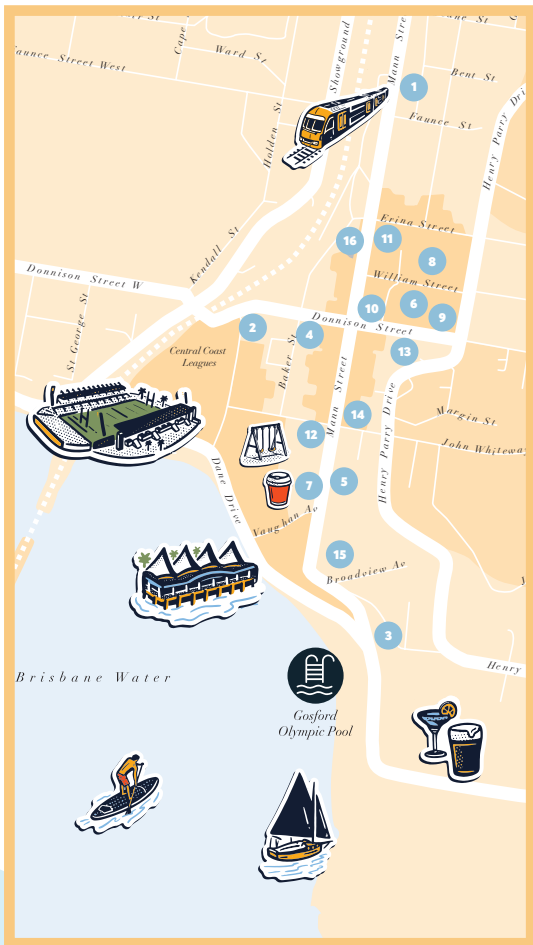 Cape
Ward St
Faunce Street West
Showground
Mann Street
Bent St
1
Faunce St
Holden St
Henry Parry Dri
Erina Street
16
11
8
Kendall St
William Street
Donnison Street W
10
6
9
Donnison Street
2
4
13
St George St
Central Coast
Leagues
Baker St
Mann Street
Henry Parry Drive
14
Margin St
12
John Whiteway
Dane Drive
7
5
Vaughan Av
15
Broadview Av
3
Henry
Brisbane Water
Gosford
Olympic Pool